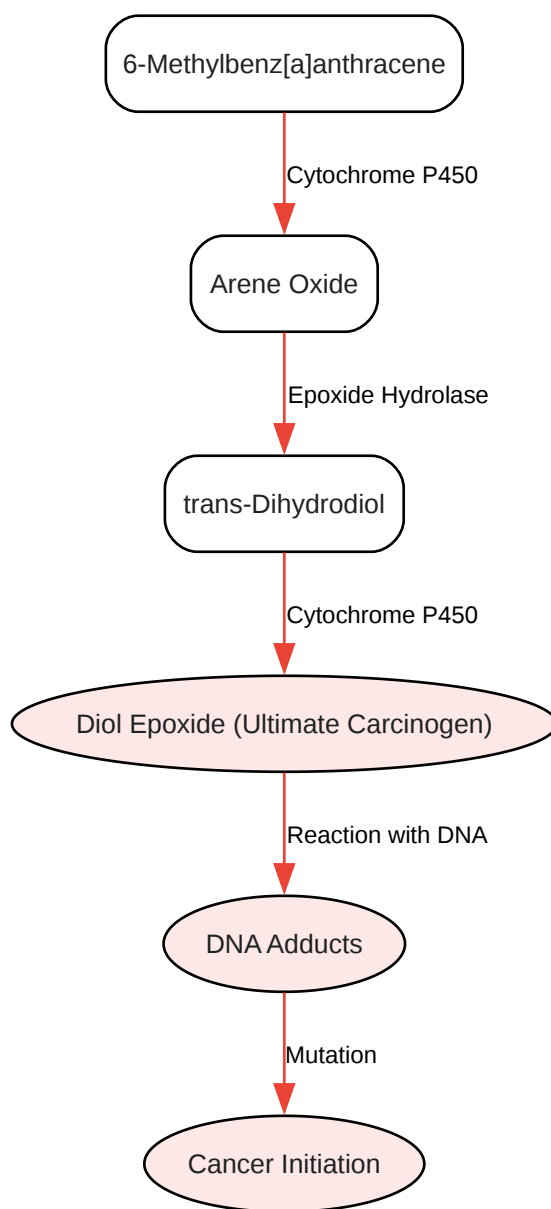 6-Methylbenz[a]anthracene
Cytochrome P450
Arene Oxide
Epoxide Hydrolase
trans-Dihydrodiol
Cytochrome P450
Diol Epoxide (Ultimate Carcinogen)
Reaction with DNA
DNA Adducts
Mutation
Cancer Initiation